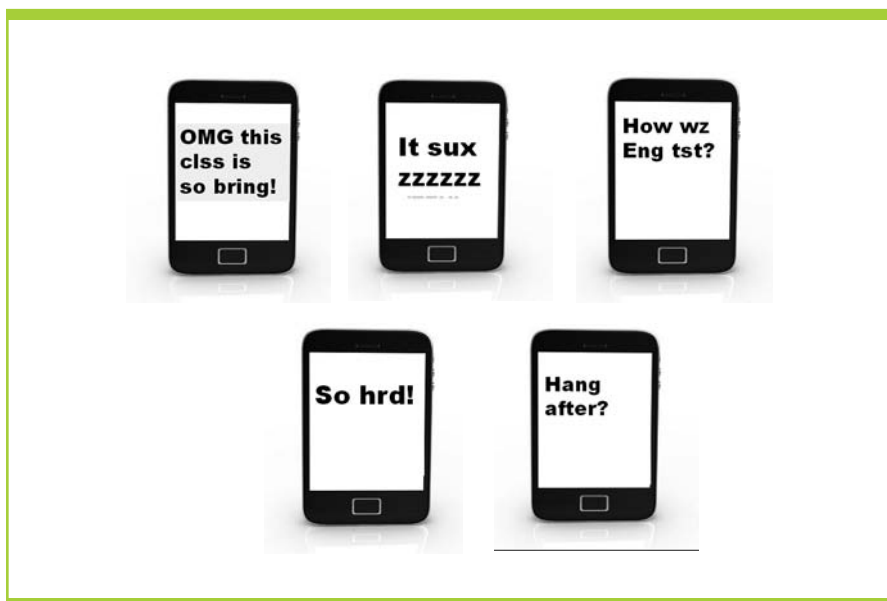 OMG this
clss is
so bring!
It sux
zzzzzz
How wz
Eng tst?
So hrd!
Hang
after?